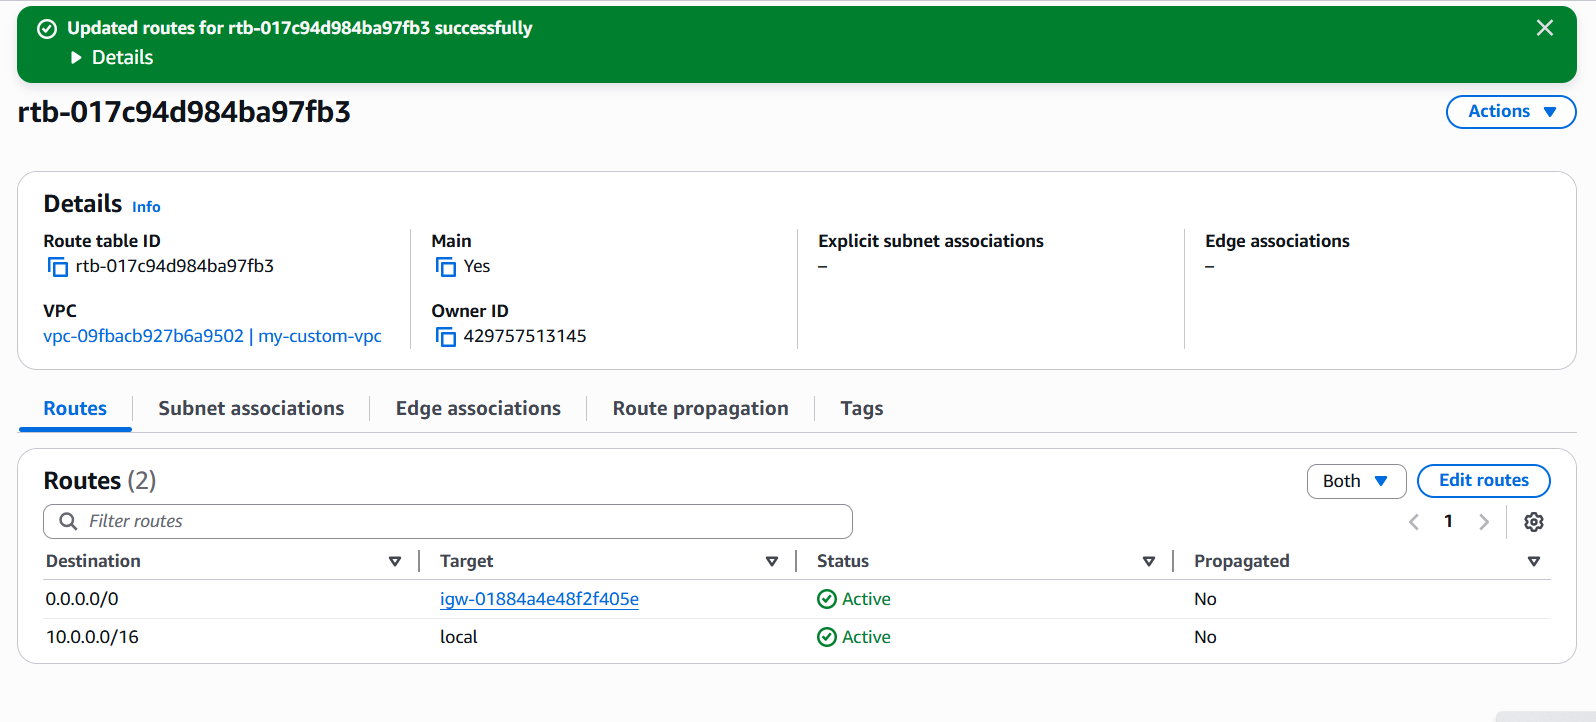 Updated routes for rtb-017c94d984ba97fb3 successfully
Details
rtb-017c94d984ba97fb3
Actions
Details Info
Route table ID
rtb-017c94d984ba97fb3
Main
Yes
Explicit subnet associations
–
Edge associations
–
VPC
vpc-09fbacb927b6a9502 | my-custom-vpc
Owner ID
429757513145
Routes Subnet associations Edge associations Route propagation Tags
Routes (2)
Both Edit routes
Filter routes
1
Destination Target Status Propagated
0.0.0.0/0 igw-01884a4e48f2f405e Active No
10.0.0.0/16 local Active No